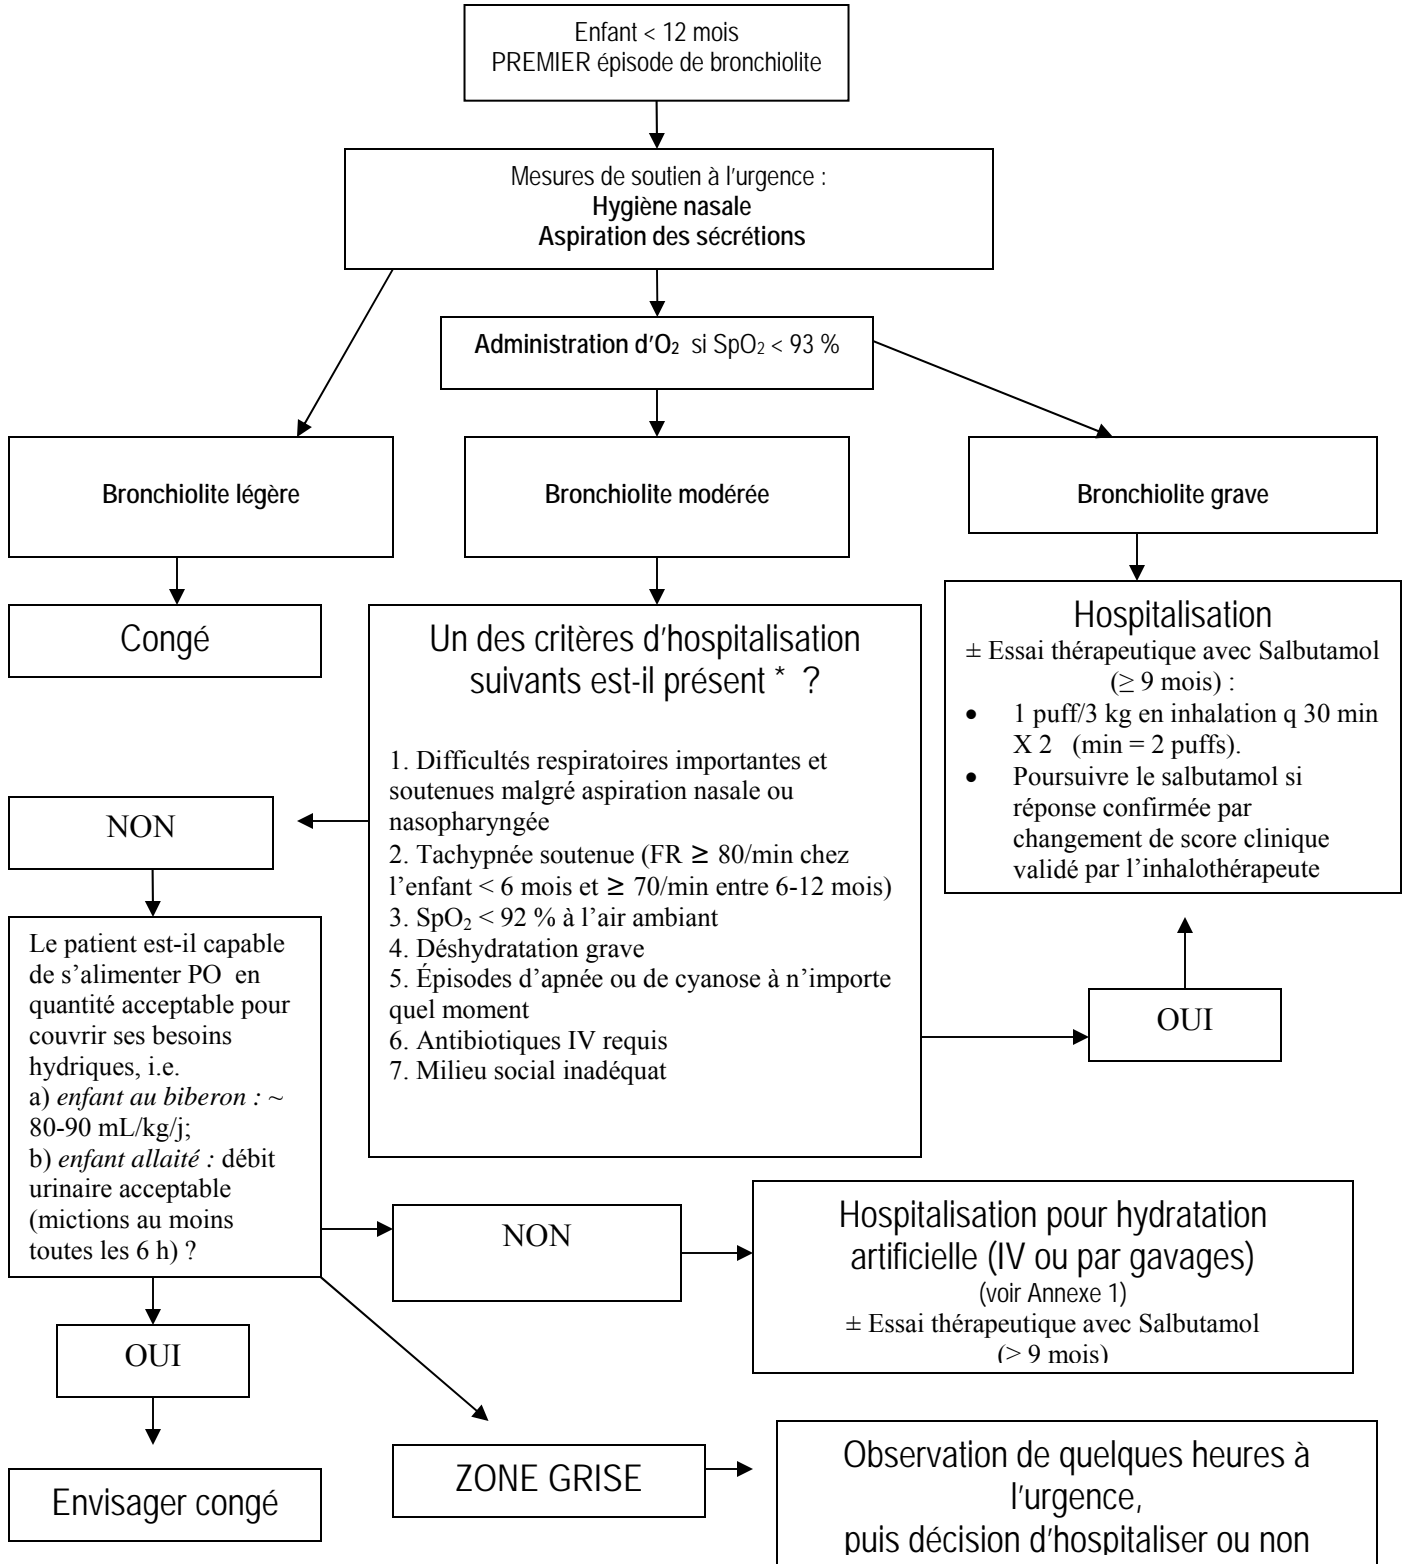 Enfant < 12 mois
PREMIER épisode de bronchiolite
Mesures de soutien à l'urgence :
Hygiène nasale
Aspiration des sécrétions
Administration d'O₂ si SpO₂ < 93 %
Bronchiolite légère
Bronchiolite modérée
Bronchiolite grave
Congé
Un des critères d'hospitalisation
suivants est-il présent * ?
1. Difficultés respiratoires importantes et
soutenues malgré aspiration nasale ou
nasopharyngée
2. Tachypnée soutenue (FR ≥ 80/min chez
l'enfant < 6 mois et ≥ 70/min entre 6-12 mois)
3. SpO₂ < 92 % à l'air ambiant
4. Déshydratation grave
5. Épisodes d'apnée ou de cyanose à n'importe
quel moment
6. Antibiotiques IV requis
7. Milieu social inadéquat
Hospitalisation
± Essai thérapeutique avec Salbutamol
(≥ 9 mois) :
• 1 puff/3 kg en inhalation q 30 min
X 2 (min = 2 puffs).
• Poursuivre le salbutamol si
réponse confirmée par
changement de score clinique
validé par l'inhalothérapeute
NON
OUI
Le patient est-il capable
de s'alimenter PO en
quantité acceptable pour
couvrir ses besoins
hydriques, i.e.
a) enfant au biberon : ~
80-90 mL/kg/j;
b) enfant allaité : débit
urinaire acceptable
(mictions au moins
toutes les 6 h) ?
NON
Hospitalisation pour hydratation
artificielle (IV ou par gavages)
(voir Annexe 1)
± Essai thérapeutique avec Salbutamol
(> 9 mois)
OUI
Envisager congé
ZONE GRISE
Observation de quelques heures à
l'urgence,
puis décision d'hospitaliser ou non